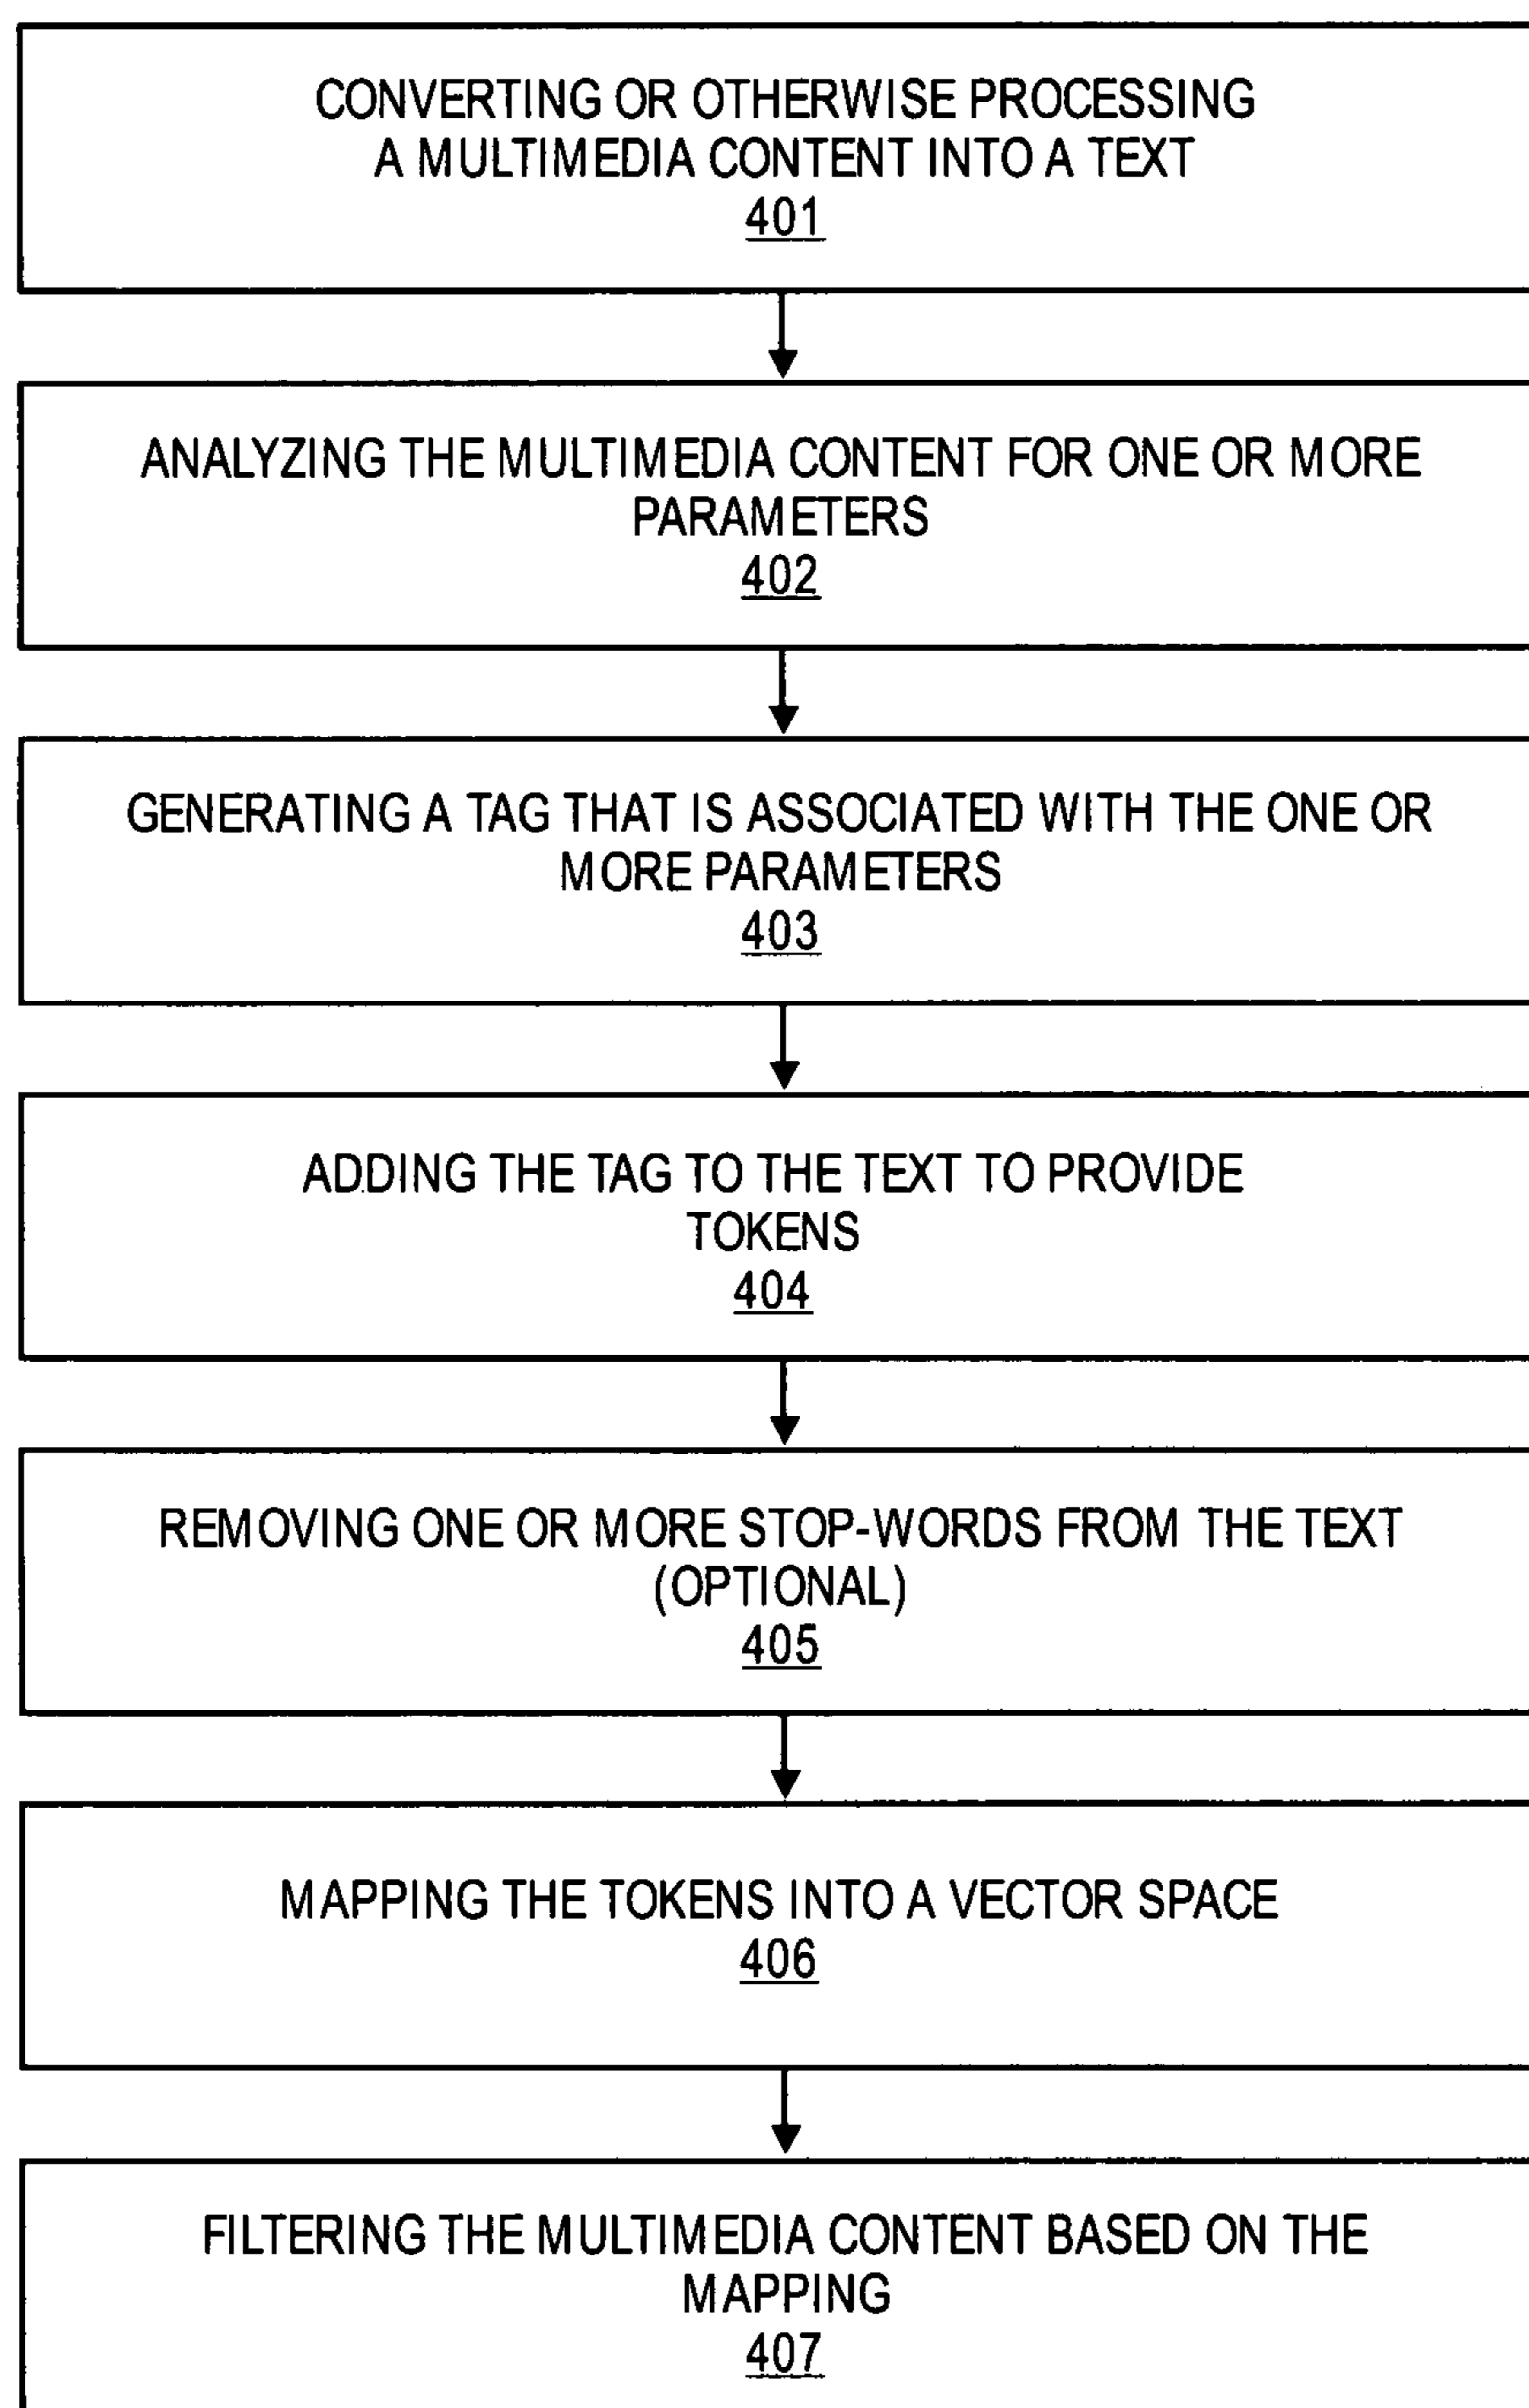 CONVERTING OR OTHERWISE PROCESSING
A MULTIMEDIA CONTENT INTO A TEXT
401
ANALYZING THE MULTIMEDIA CONTENT FOR ONE OR MORE
PARAMETERS
402
GENERATING A TAG THAT IS ASSOCIATED WITH THE ONE OR
MORE PARAMETERS
403
ADDING THE TAG TO THE TEXT TO PROVIDE
TOKENS
404
REMOVING ONE OR MORE STOP-WORDS FROM THE TEXT
(OPTIONAL)
405
MAPPING THE TOKENS INTO A VECTOR SPACE
406
FILTERING THE MULTIMEDIA CONTENT BASED ON THE
MAPPING
407